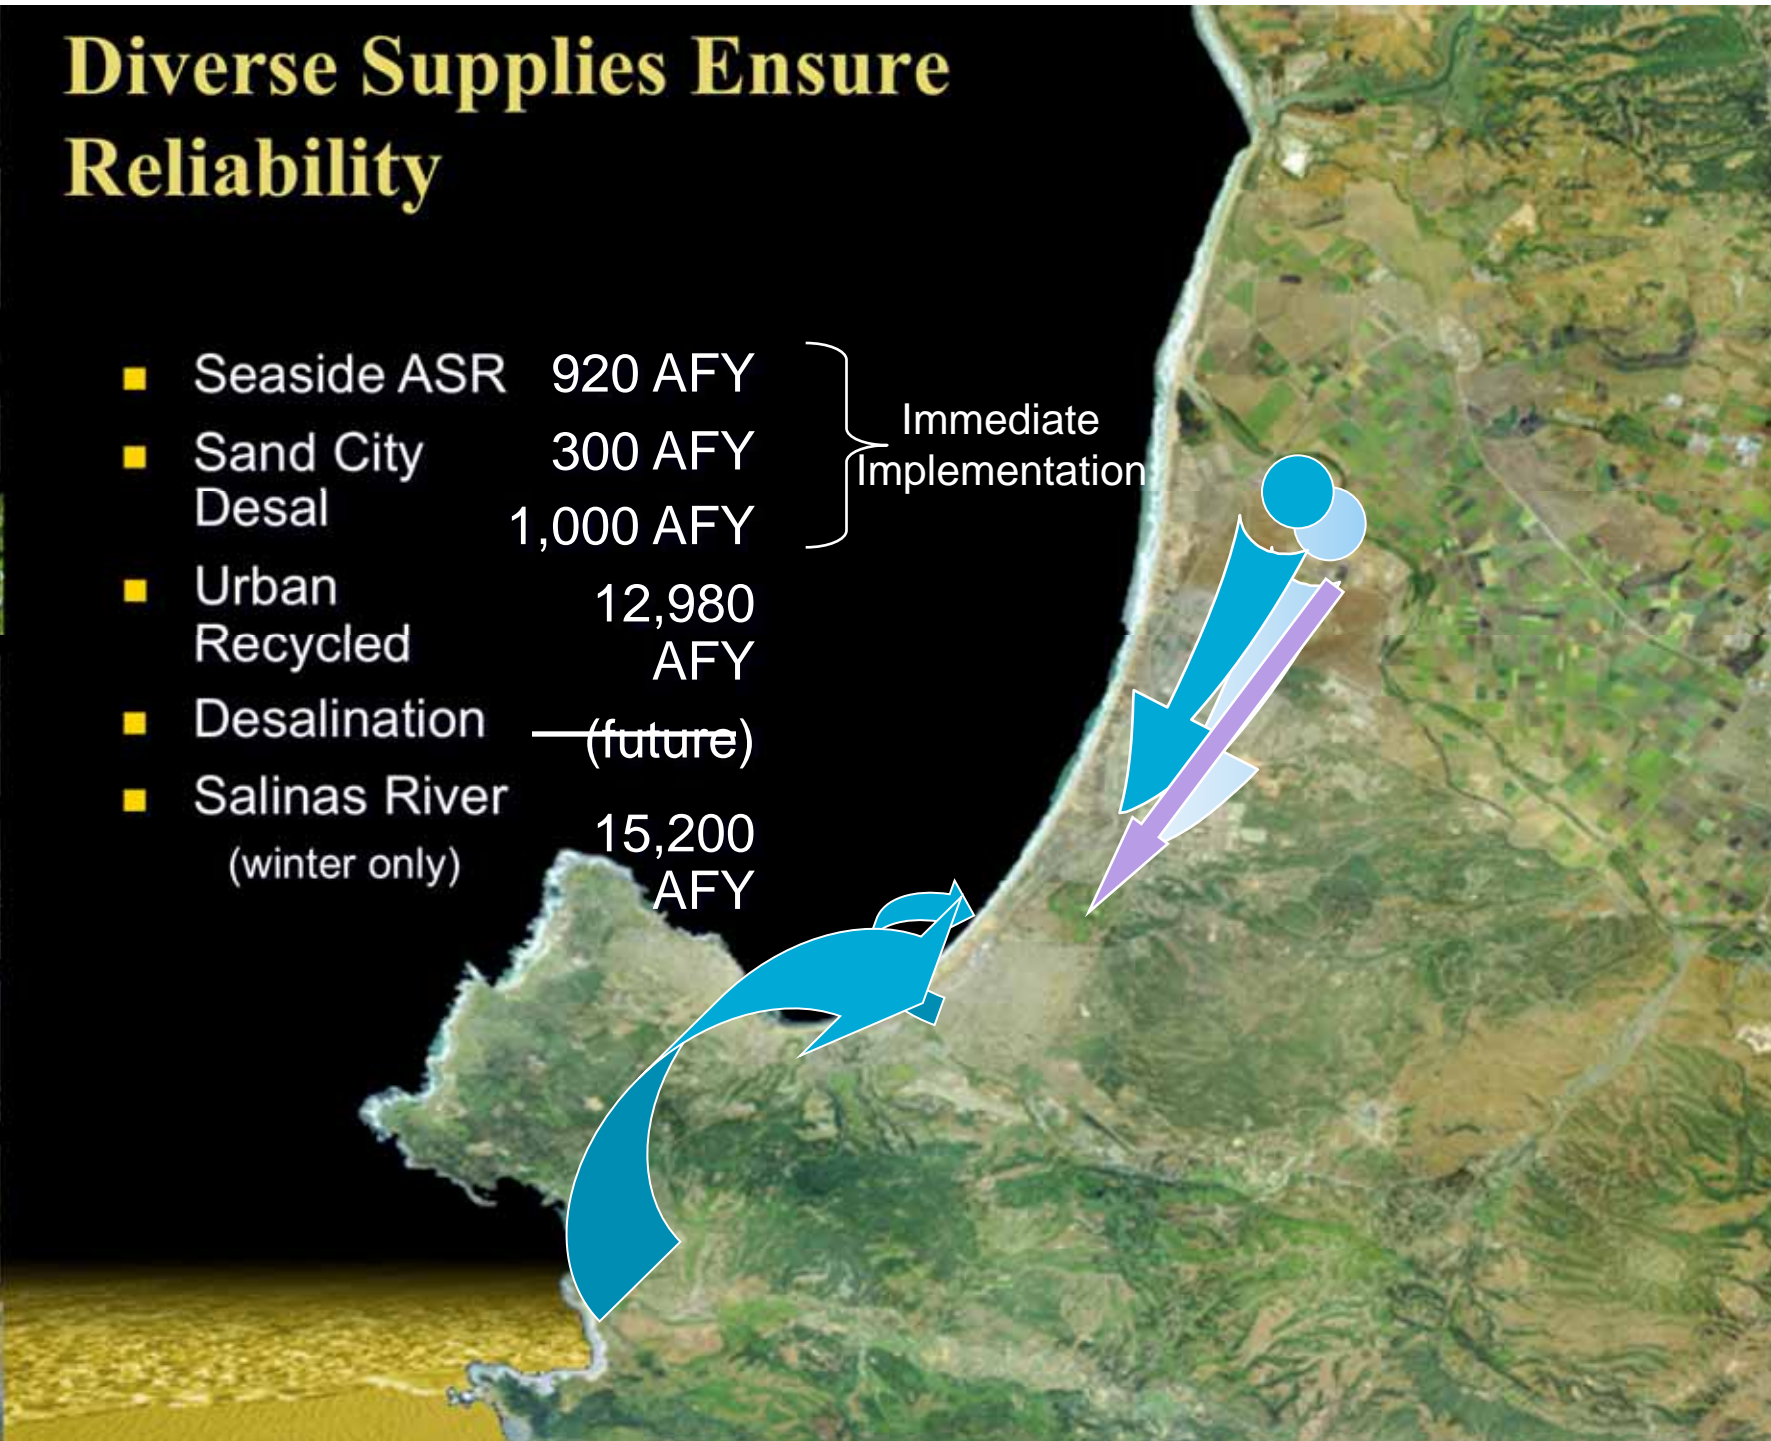 Diverse Supplies Ensure
Reliability
Seaside ASR 920 AFY
Sand City 300 AFY
Desal
1,000 AFY
Urban
Recycled
12,980
AFY
Desalination
(future)
Salinas River
(winter only)
15,200
AFY
Immediate
Implementation